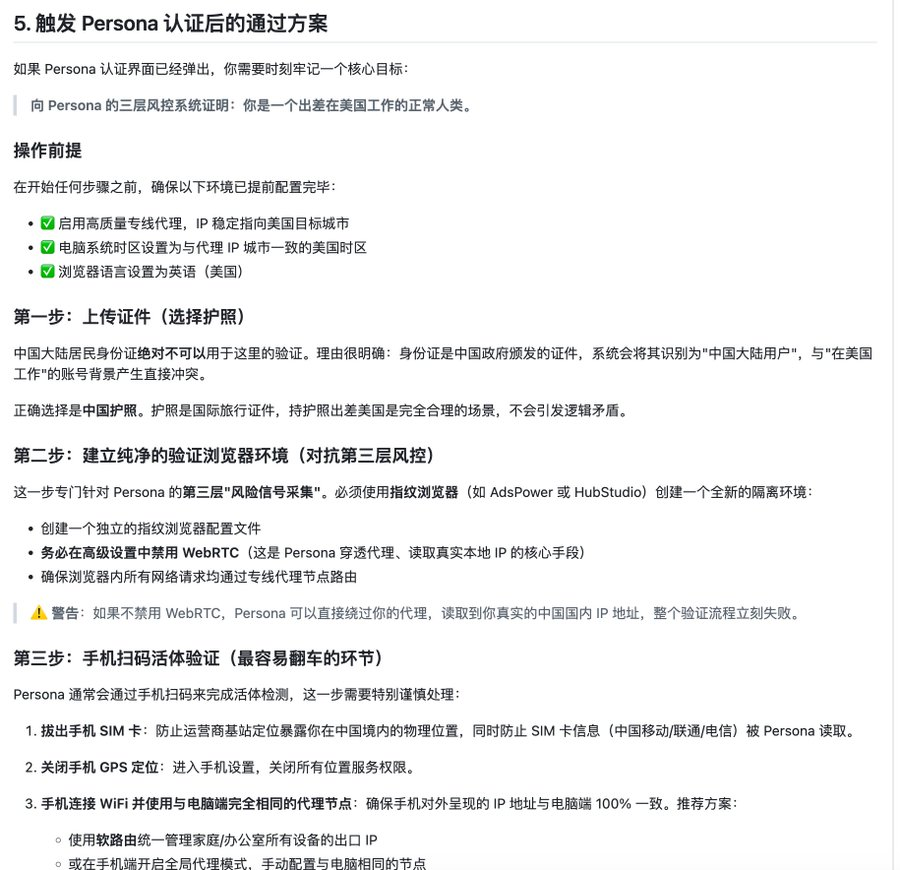 5. 触发 Persona 认证后的通过方案
如果 Persona 认证界面已经弹出，你需要时刻牢记一个核心目标：
向 Persona 的三层风控系统证明：你是一个出差在美国工作的正常人类。
操作前提
在开始任何步骤之前，确保以下环境已提前配置完毕：
• ✅ 启用高质量专线代理，IP 稳定指向美国目标城市
• ✅ 电脑系统时区设置为与代理 IP 城市一致的美国时区
• ✅ 浏览器语言设置为英语（美国）
第一步：上传证件（选择护照）
中国大陆居民身份证绝对不可以用于这里的验证。理由很明确：身份证是中国政府颁发的证件，系统会将其识别为"中国大陆用户"，与"在美国
工作"的账号背景产生直接冲突。
正确选择是中国护照。护照是国际旅行证件，持护照出差美国是完全合理的场景，不会引发逻辑矛盾。
第二步：建立纯净的验证浏览器环境（对抗第三层风控）
这一步专门针对 Persona 的第三层"风险信号采集"。必须使用指纹浏览器（如 AdsPower 或 HubStudio）创建一个全新的隔离环境：
• 创建一个独立的指纹浏览器配置文件
• 务必在高级设置中禁用 WebRTC（这是 Persona 穿透代理、读取真实本地 IP 的核心手段）
• 确保浏览器内所有网络请求均通过专线代理节点路由
⚠️ 警告：如果不禁用 WebRTC，Persona 可以直接绕过你的代理，读取到你真实的中国国内 IP 地址，整个验证流程立刻失败。
第三步：手机扫码活体验证（最容易翻车的环节）
Persona 通常会通过手机扫码来完成活体检测，这一步需要特别谨慎处理：
1. 拔出手机 SIM 卡：防止运营商基站定位暴露你在中国境内的物理位置，同时防止 SIM 卡信息（中国移动/联通/电信）被 Persona 读取。
2. 关闭手机 GPS 定位：进入手机设置，关闭所有位置服务权限。
3. 手机连接 WiFi 并使用与电脑端完全相同的代理节点：确保手机对外呈现的 IP 地址与电脑端 100% 一致。推荐方案：
◦ 使用软路由统一管理家庭/办公室所有设备的出口 IP
◦ 或在手机端开启全局代理模式，手动配置与电脑相同的节点